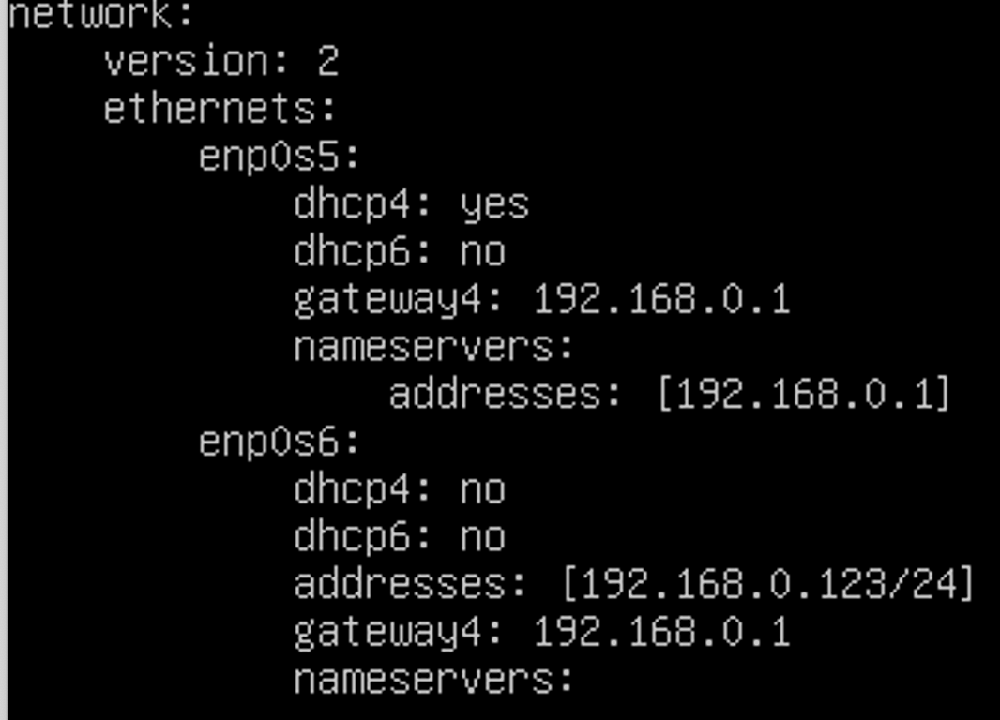 network:
    version: 2
    ethernets:
        enp0s5:
            dhcp4: yes
            dhcp6: no
            gateway4: 192.168.0.1
            nameservers:
                addresses: [192.168.0.1]
        enp0s6:
            dhcp4: no
            dhcp6: no
            addresses: [192.168.0.123/24]
            gateway4: 192.168.0.1
            nameservers: